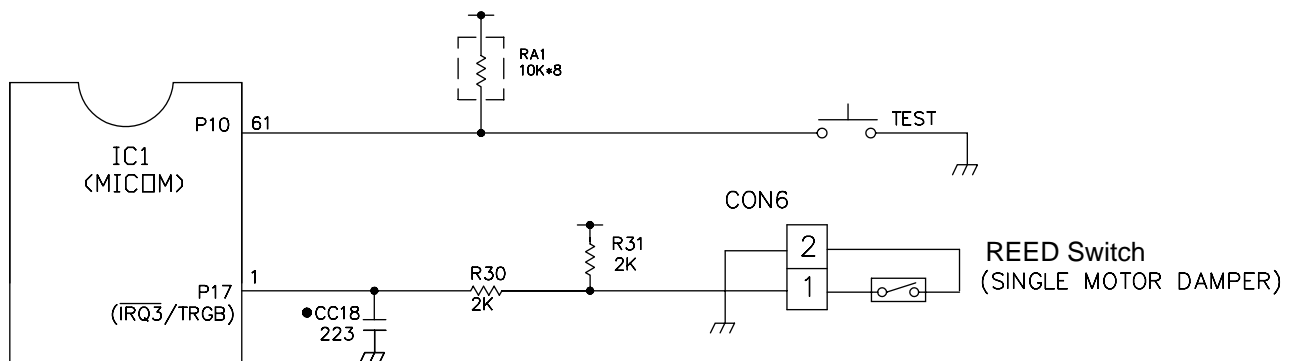 RA1
10K*8
P10
61
TEST
IC1
(MICOM)
CON6
R31
2K
2
REED Switch
(SINGLE MOTOR DAMPER)
1
R30
2K
1
P17
(IRQ3/TRGB)
●CC18
223